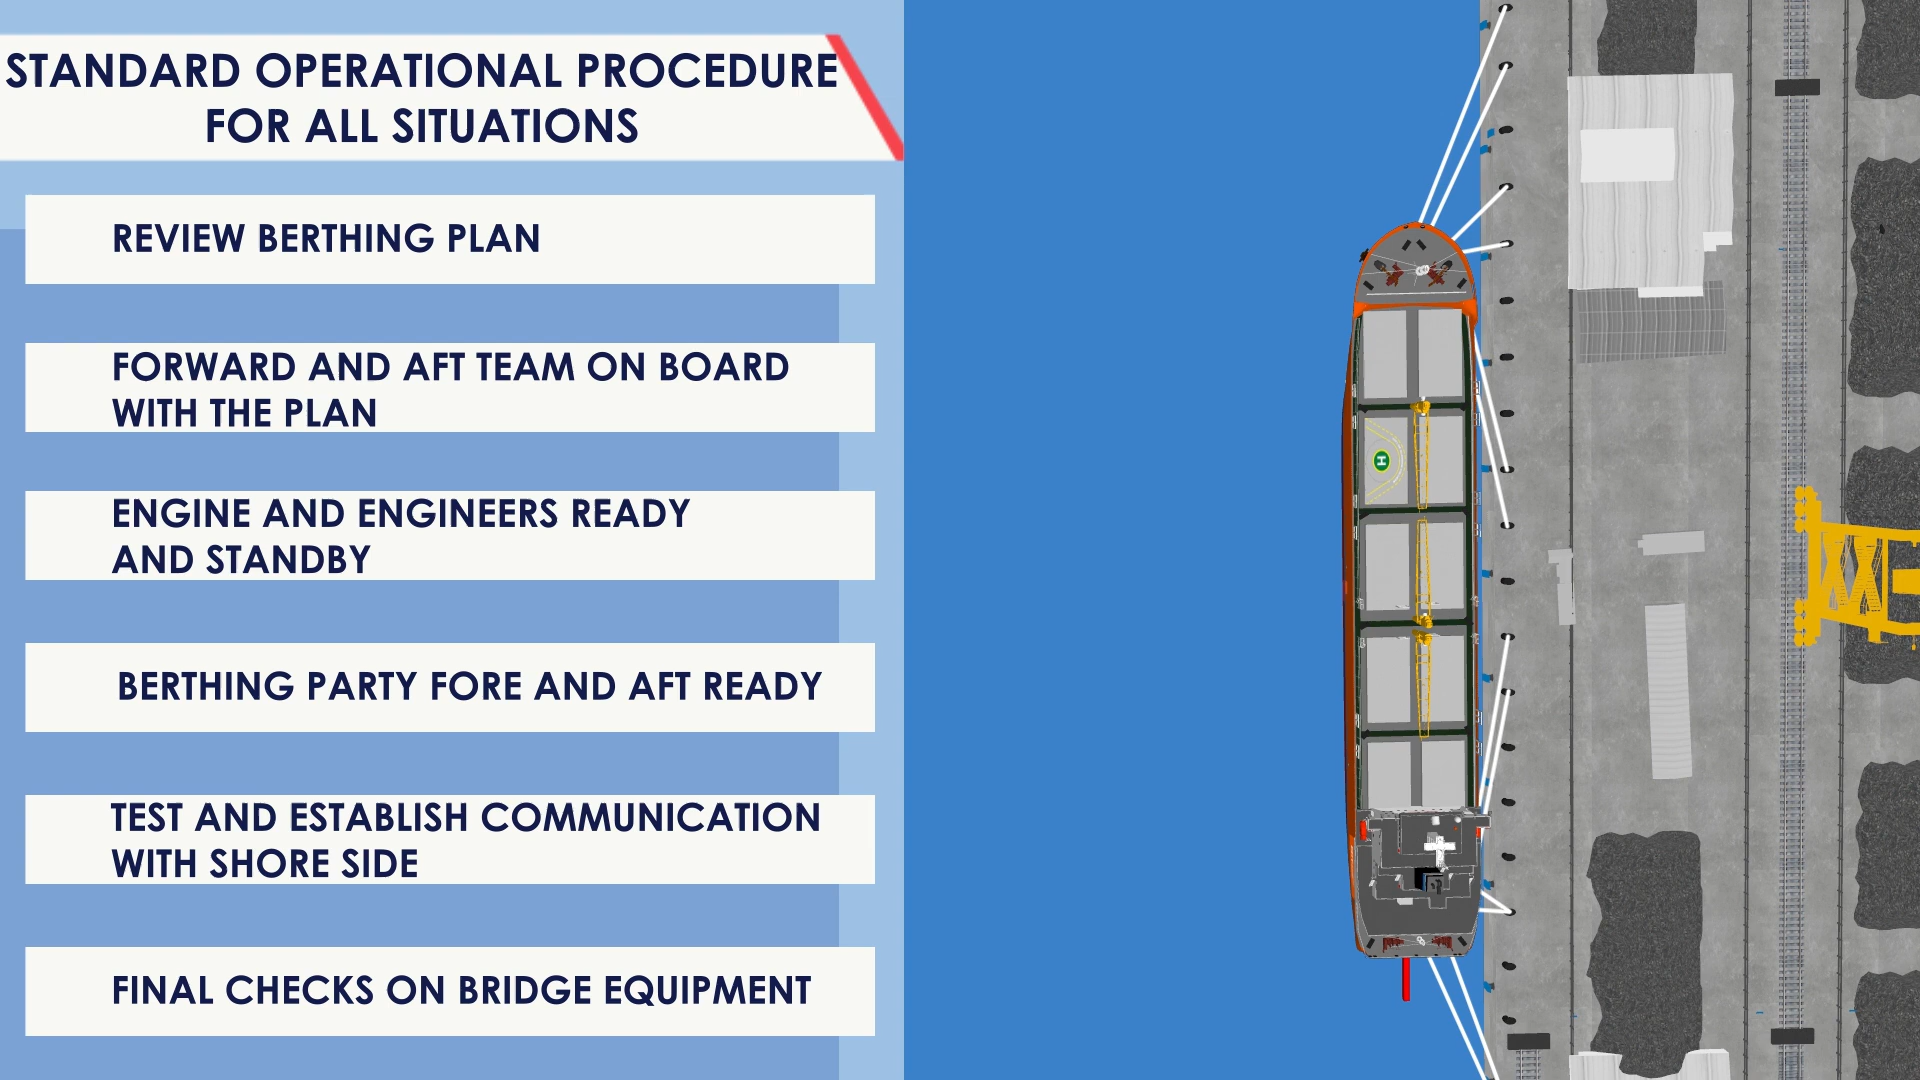 STANDARD OPERATIONAL PROCEDURE
FOR ALL SITUATIONS
REVIEW BERTHING PLAN
FORWARD AND AFT TEAM ON BOARD
WITH THE PLAN
ENGINE AND ENGINEERS READY
AND STANDBY
BERTHING PARTY FORE AND AFT READY
TEST AND ESTABLISH COMMUNICATION
WITH SHORE SIDE
FINAL CHECKS ON BRIDGE EQUIPMENT
H